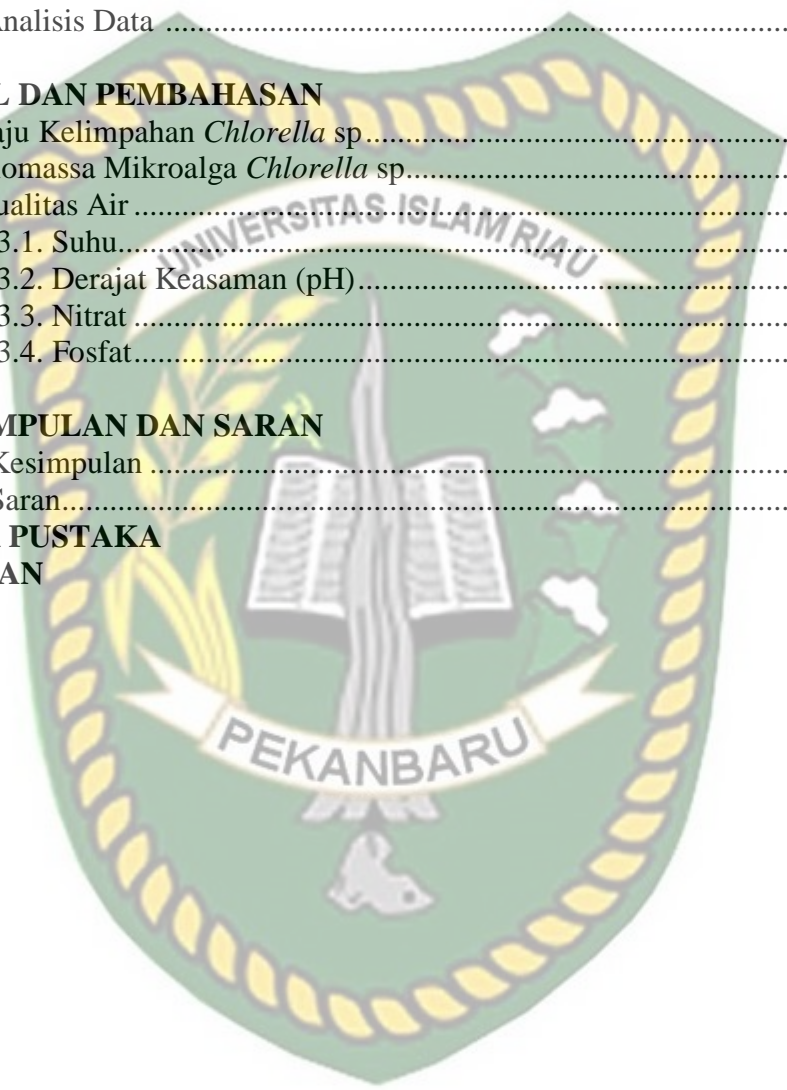 Analisis Data ........................................................................
L DAN PEMBAHASAN
aju Kelimpahan Chlorella sp ........................................................
omassa Mikroalga Chlorella sp ....................................................
ualitas Air ............................................................................
3.1. Suhu ..............................................................................
3.2. Derajat Keasaman (pH) ....................................................
3.3. Nitrat .............................................................................
3.4. Fosfat .............................................................................
MPULAN DAN SARAN
Kesimpulan ..........................................................................
Saran ....................................................................................
PUSTAKA
AN
UNIVERSITAS ISLAM RIAU
PEKANBARU